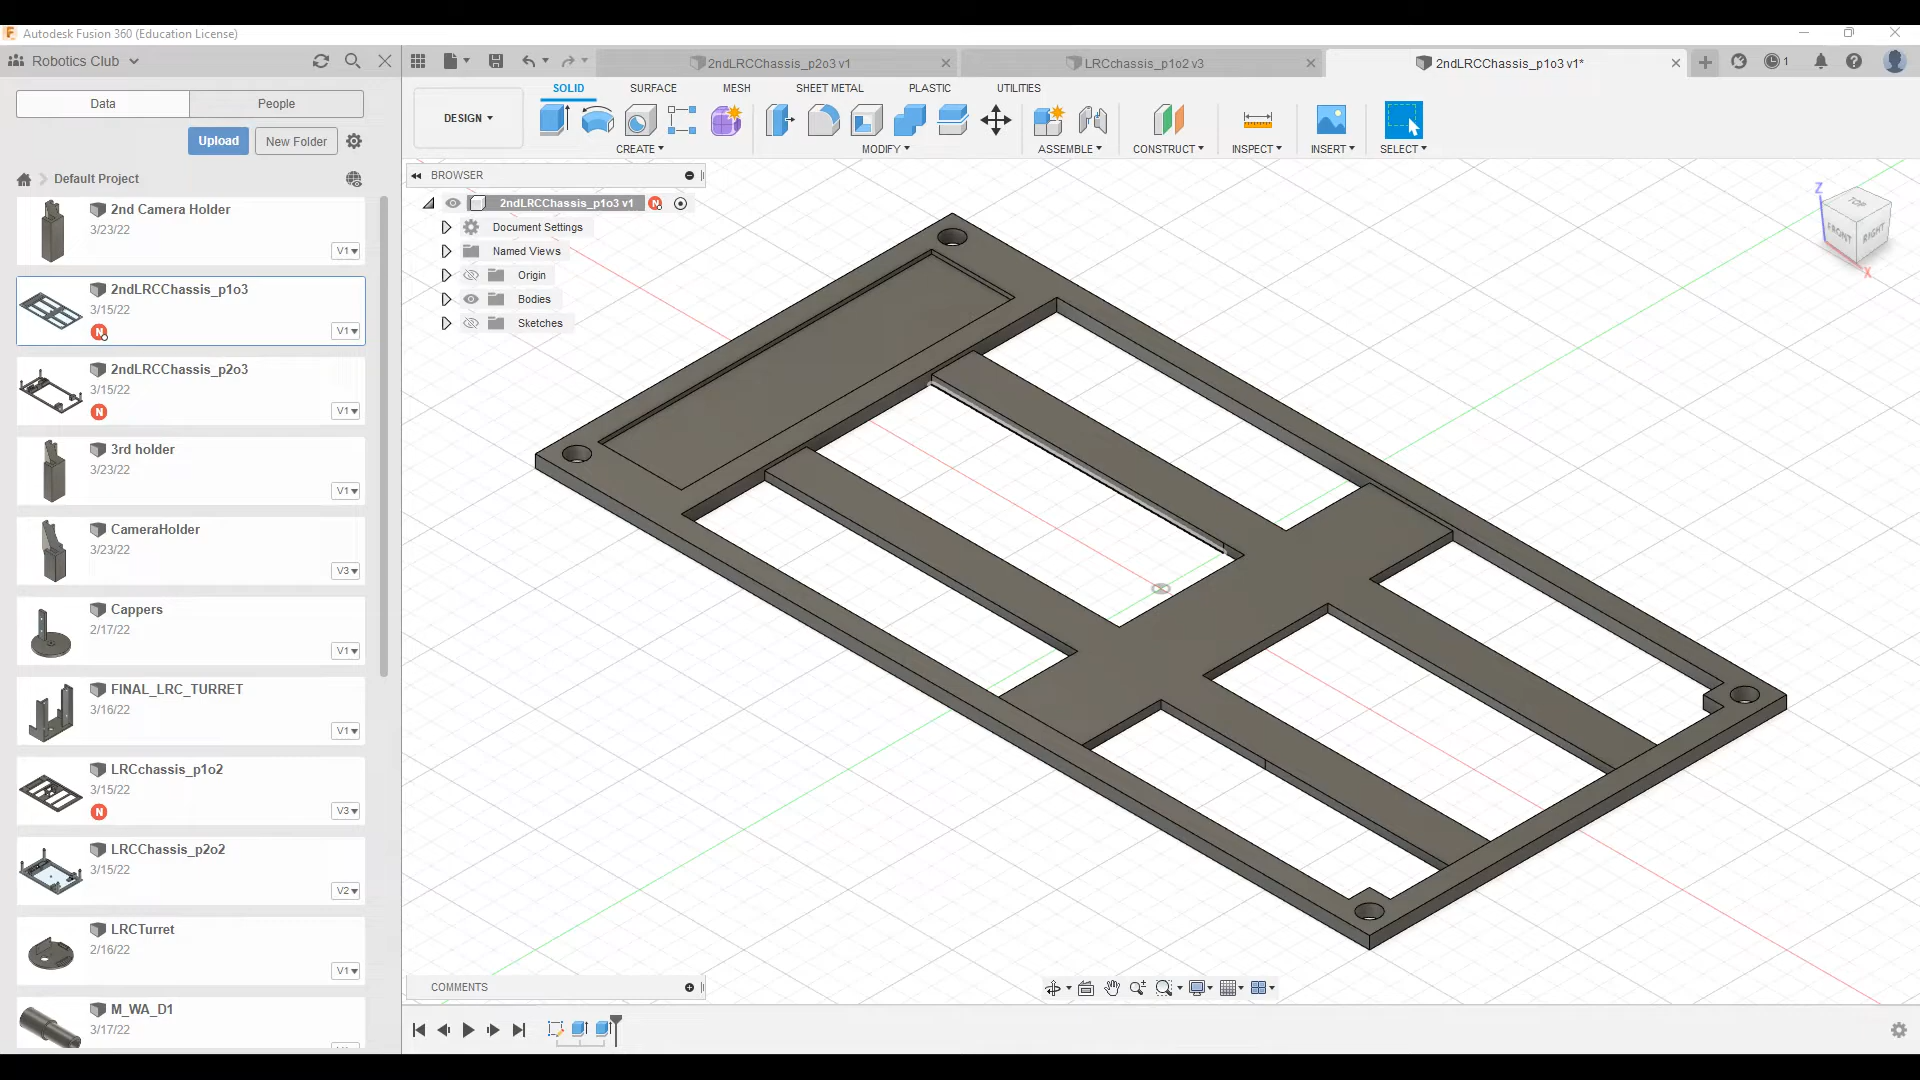 Autodesk Fusion 360 (Education License)
Robotics Club
2ndLRCChassis_p2o3 v1
LRCchassis_p1o2 v3
2ndLRCChassis_p1o3 v1*
1
Data
People
Upload
New Folder
Default Project
DESIGN
SOLID
SURFACE
MESH
SHEET METAL
PLASTIC
UTILITIES
CREATE
MODIFY
ASSEMBLE
CONSTRUCT
INSPECT
INSERT
SELECT
BROWSER
2ndLRCChassis_p1o3 v1
N
Document Settings
Named Views
Origin
Bodies
Sketches
2nd Camera Holder
3/23/22
V1
2ndLRCChassis_p1o3
3/15/22
N
V1
2ndLRCChassis_p2o3
3/15/22
N
V1
3rd holder
3/23/22
V1
CameraHolder
3/23/22
V3
Cappers
2/17/22
V1
FINAL_LRC_TURRET
3/16/22
V1
LRCchassis_p1o2
3/15/22
N
V3
LRCChassis_p2o2
3/15/22
V2
LRCTurret
2/16/22
V1
M_WA_D1
3/17/22
Z
TOP
FRONT
RIGHT
X
COMMENTS